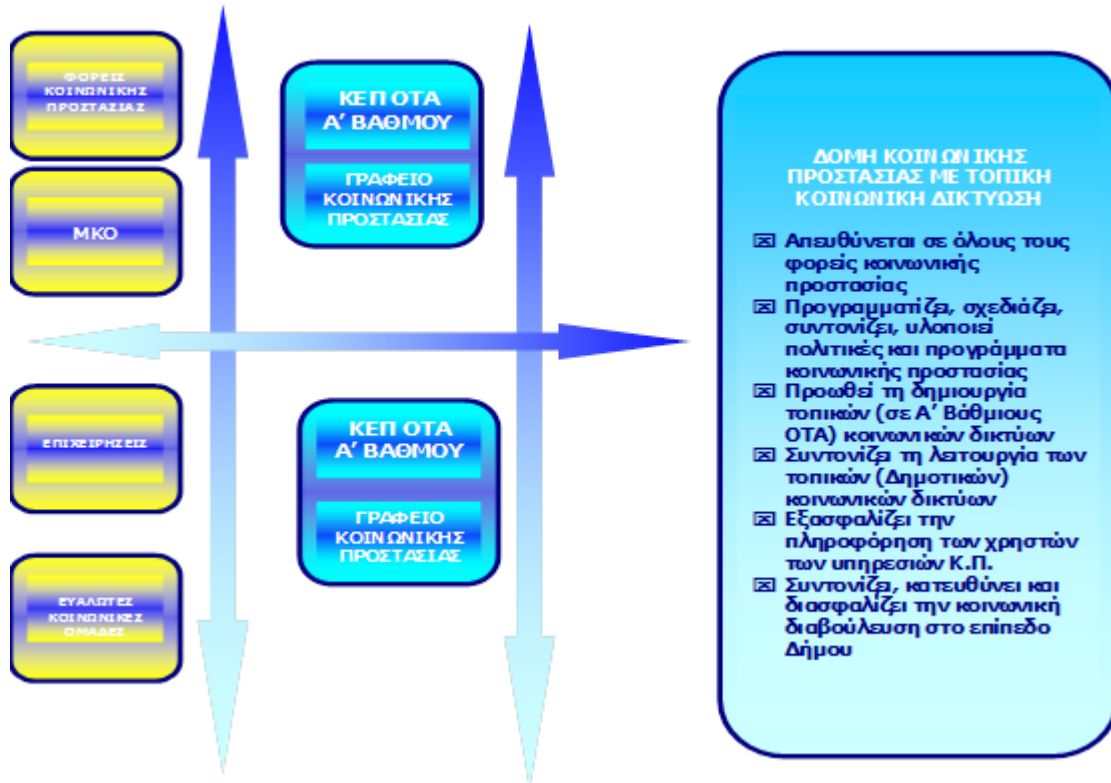 ΦΟΡΕΙΣ
ΚΟΙΝΩΝΙΚΗΣ
ΠΡΟΣΤΑΣΙΑΣ
ΜΚΟ
ΕΠΙΧΕΙΡΗΣΕΙΣ
ΕΥΑΛΩΤΕΣ
ΚΟΙΝΩΝΙΚΕΣ
ΟΜΑΔΕΣ
ΚΕΠ ΟΤΑ
Α’ ΒΑΘΜΟΥ
ΓΡΑΦΕΙΟ
ΚΟΙΝΩΝΙΚΗΣ
ΠΡΟΣΤΑΣΙΑΣ
ΚΕΠ ΟΤΑ
Α’ ΒΑΘΜΟΥ
ΓΡΑΦΕΙΟ
ΚΟΙΝΩΝΙΚΗΣ
ΠΡΟΣΤΑΣΙΑΣ
ΔΟΜΗ ΚΟΙΝΩΝΙΚΗΣ
ΠΡΟΣΤΑΣΙΑΣ ΜΕ ΤΟΠΙΚΗ
ΚΟΙΝΩΝΙΚΗ ΔΙΚΤΥΩΣΗ
Απευθύνεται σε όλους τους
φορείς κοινωνικής
προστασίας
Προγραμματίζει, σχεδιάζει,
συντονίζει, υλοποιεί
πολιτικές και προγράμματα
κοινωνικής προστασίας
Προωθεί τη δημιουργία
τοπικών (σε Α’ Βάθμιους
ΟΤΑ) κοινωνικών δικτύων
Συντονίζει τη λειτουργία των
τοπικών (Δημοτικών)
κοινωνικών δικτύων
Εξασφαλίζει την
πληροφόρηση των χρηστών
των υπηρεσιών Κ.Π.
Συντονίζει, κατευθύνει και
διασφαλίζει την κοινωνική
διαβούλευση στο επίπεδο
Δήμου